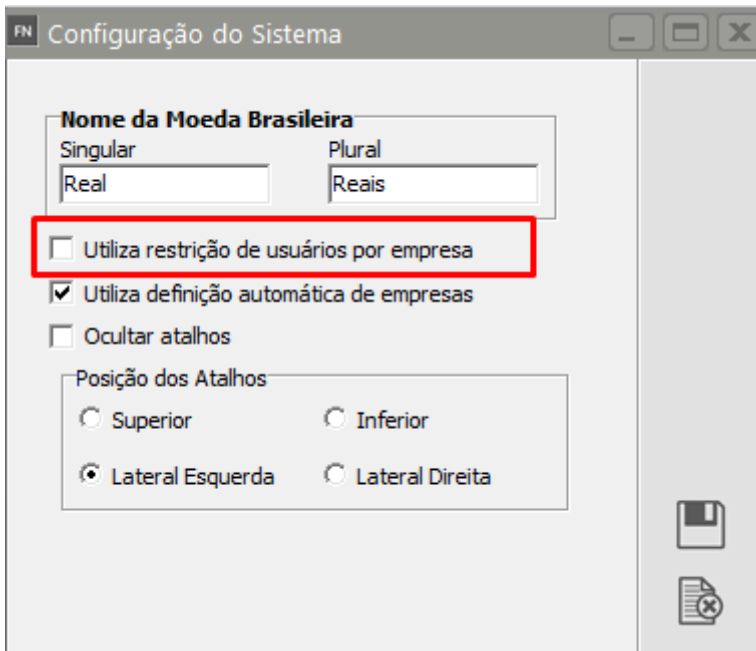 FN Configuração do Sistema
Nome da Moeda Brasileira
Singular Plural
Real Reais
Utiliza restrição de usuários por empresa
Utiliza definição automática de empresas
Ocultar atalhos
Posição dos Atalhos
Superior Inferior
Lateral Esquerda Lateral Direita